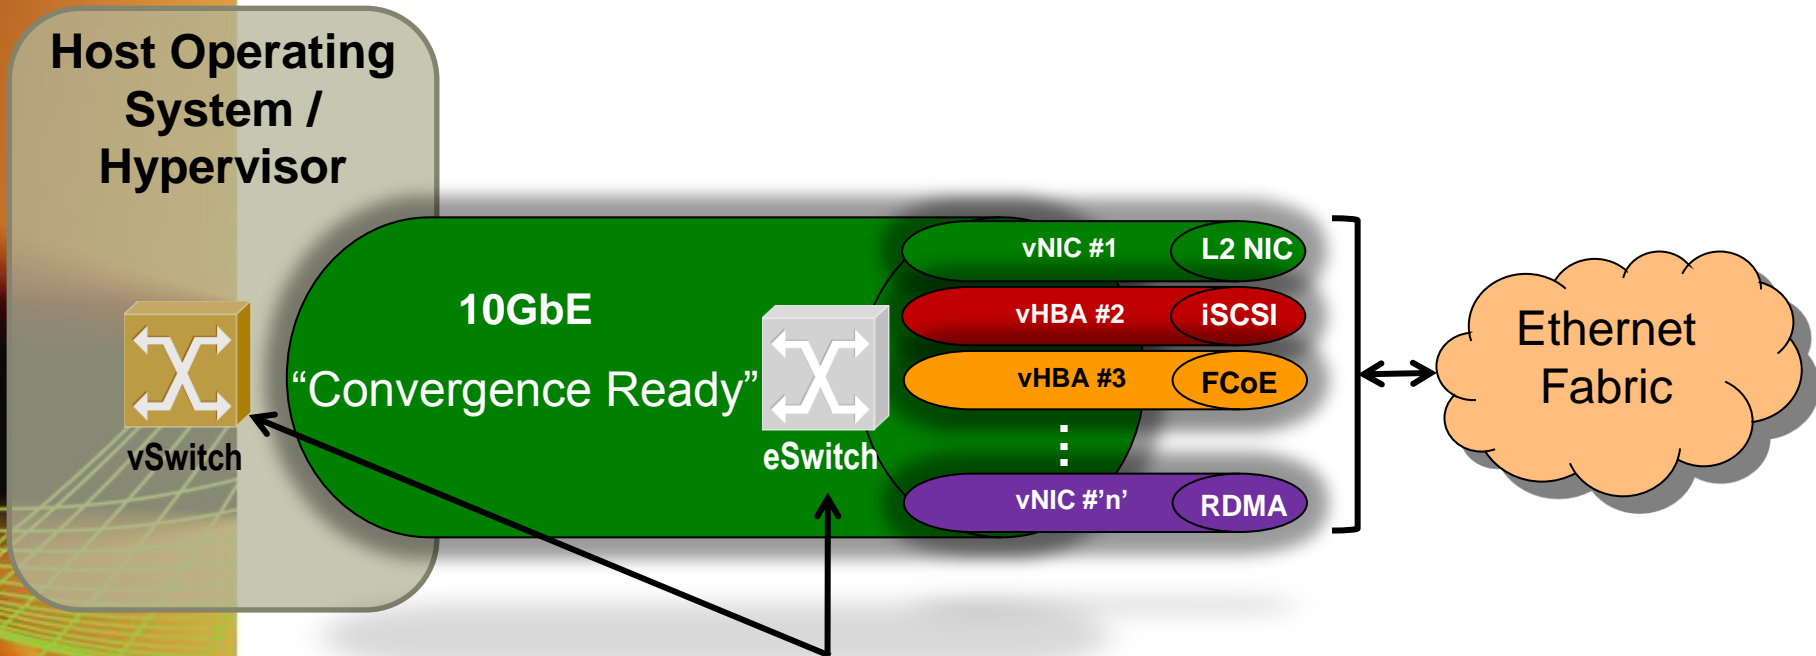 Host Operating
System /
Hypervisor
vSwitch
10GbE
“Convergence Ready”
eSwitch
vNIC #1
L2 NIC
vHBA #2
iSCSI
vHBA #3
FCoE
vNIC #’n’
RDMA
Ethernet
Fabric